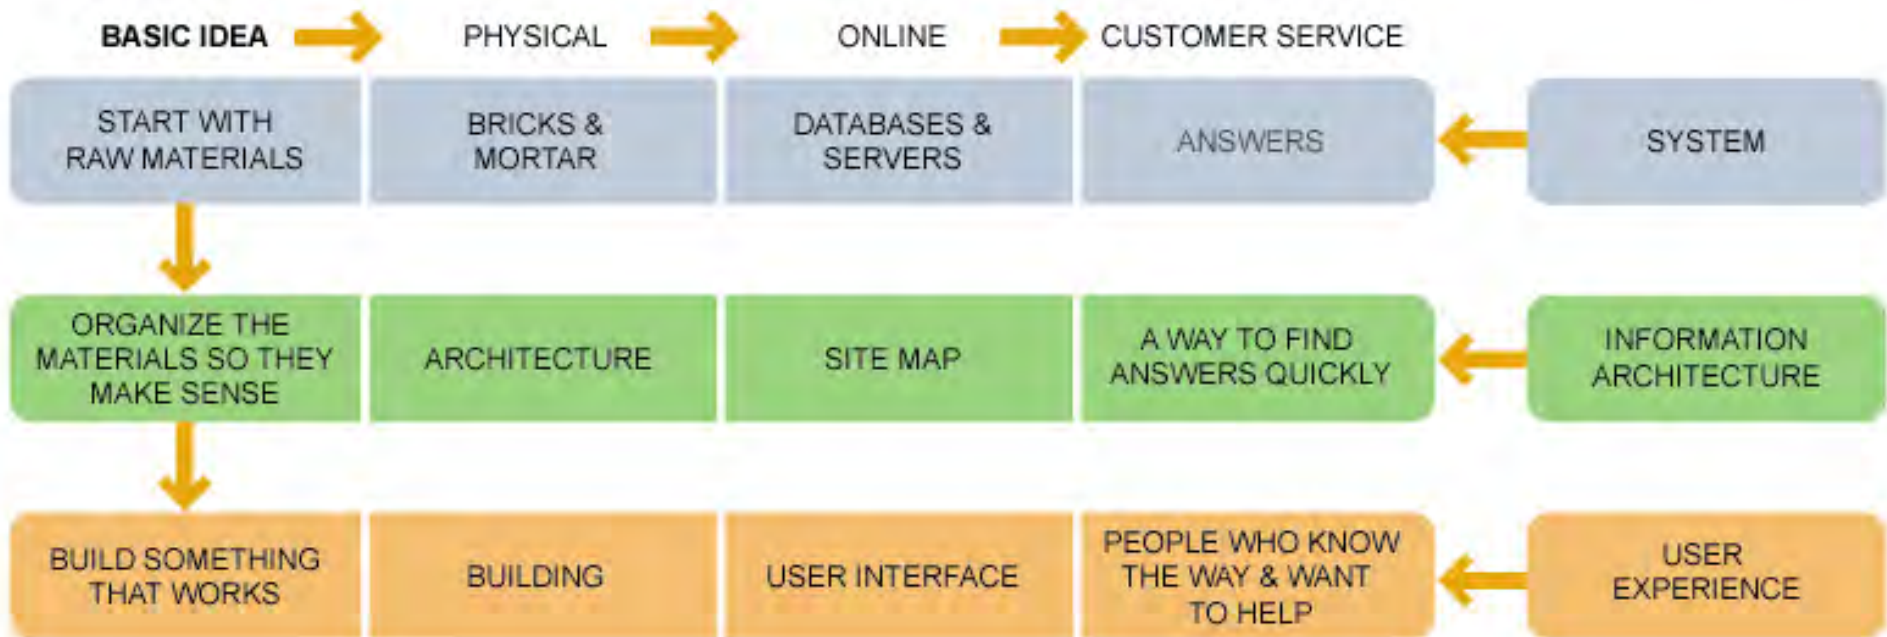 BASIC IDEA
PHYSICAL
ONLINE
CUSTOMER SERVICE
START WITH
RAW MATERIALS
BRICKS &
MORTAR
DATABASES &
SERVERS
ANSWERS
SYSTEM
ORGANIZE THE
MATERIALS SO THEY
MAKE SENSE
ARCHITECTURE
SITE MAP
A WAY TO FIND
ANSWERS QUICKLY
INFORMATION
ARCHITECTURE
BUILD SOMETHING
THAT WORKS
BUILDING
USER INTERFACE
PEOPLE WHO KNOW
THE WAY & WANT
TO HELP
USER
EXPERIENCE